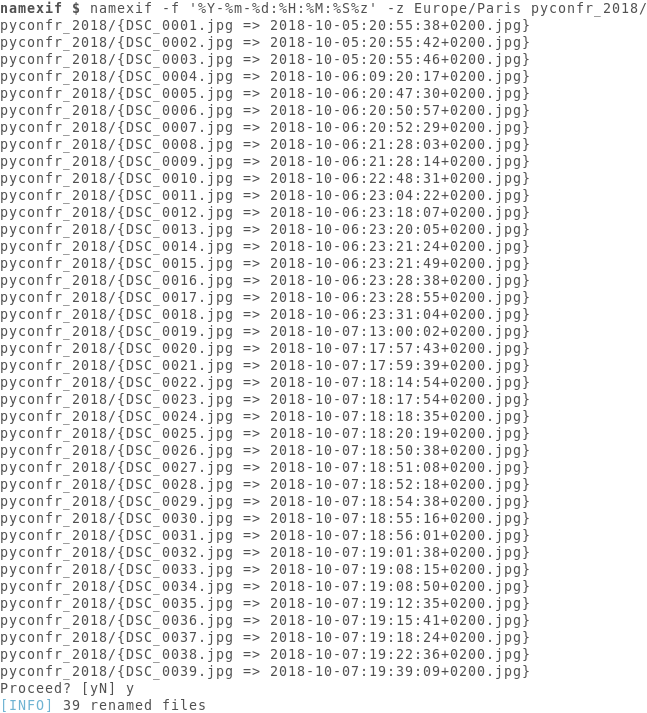 namexif $ namexif -f '%Y-%m-%d:%H:%M:%S%z' -z Europe/Paris pyconfr_2018/
pyconfr_2018/{DSC_0001.jpg => 2018-10-05:20:55:38+0200.jpg}
pyconfr_2018/{DSC_0002.jpg => 2018-10-05:20:55:42+0200.jpg}
pyconfr_2018/{DSC_0003.jpg => 2018-10-05:20:55:46+0200.jpg}
pyconfr_2018/{DSC_0004.jpg => 2018-10-06:09:20:17+0200.jpg}
pyconfr_2018/{DSC_0005.jpg => 2018-10-06:20:47:30+0200.jpg}
pyconfr_2018/{DSC_0006.jpg => 2018-10-06:20:50:57+0200.jpg}
pyconfr_2018/{DSC_0007.jpg => 2018-10-06:20:52:29+0200.jpg}
pyconfr_2018/{DSC_0008.jpg => 2018-10-06:21:28:03+0200.jpg}
pyconfr_2018/{DSC_0009.jpg => 2018-10-06:21:28:14+0200.jpg}
pyconfr_2018/{DSC_0010.jpg => 2018-10-06:22:48:31+0200.jpg}
pyconfr_2018/{DSC_0011.jpg => 2018-10-06:23:04:22+0200.jpg}
pyconfr_2018/{DSC_0012.jpg => 2018-10-06:23:18:07+0200.jpg}
pyconfr_2018/{DSC_0013.jpg => 2018-10-06:23:20:05+0200.jpg}
pyconfr_2018/{DSC_0014.jpg => 2018-10-06:23:21:24+0200.jpg}
pyconfr_2018/{DSC_0015.jpg => 2018-10-06:23:21:49+0200.jpg}
pyconfr_2018/{DSC_0016.jpg => 2018-10-06:23:28:38+0200.jpg}
pyconfr_2018/{DSC_0017.jpg => 2018-10-06:23:28:55+0200.jpg}
pyconfr_2018/{DSC_0018.jpg => 2018-10-06:23:31:04+0200.jpg}
pyconfr_2018/{DSC_0019.jpg => 2018-10-07:13:00:02+0200.jpg}
pyconfr_2018/{DSC_0020.jpg => 2018-10-07:17:57:43+0200.jpg}
pyconfr_2018/{DSC_0021.jpg => 2018-10-07:17:59:39+0200.jpg}
pyconfr_2018/{DSC_0022.jpg => 2018-10-07:18:14:54+0200.jpg}
pyconfr_2018/{DSC_0023.jpg => 2018-10-07:18:17:54+0200.jpg}
pyconfr_2018/{DSC_0024.jpg => 2018-10-07:18:18:35+0200.jpg}
pyconfr_2018/{DSC_0025.jpg => 2018-10-07:18:20:19+0200.jpg}
pyconfr_2018/{DSC_0026.jpg => 2018-10-07:18:50:38+0200.jpg}
pyconfr_2018/{DSC_0027.jpg => 2018-10-07:18:51:08+0200.jpg}
pyconfr_2018/{DSC_0028.jpg => 2018-10-07:18:52:18+0200.jpg}
pyconfr_2018/{DSC_0029.jpg => 2018-10-07:18:54:38+0200.jpg}
pyconfr_2018/{DSC_0030.jpg => 2018-10-07:18:55:16+0200.jpg}
pyconfr_2018/{DSC_0031.jpg => 2018-10-07:18:56:01+0200.jpg}
pyconfr_2018/{DSC_0032.jpg => 2018-10-07:19:01:38+0200.jpg}
pyconfr_2018/{DSC_0033.jpg => 2018-10-07:19:08:15+0200.jpg}
pyconfr_2018/{DSC_0034.jpg => 2018-10-07:19:08:50+0200.jpg}
pyconfr_2018/{DSC_0035.jpg => 2018-10-07:19:12:35+0200.jpg}
pyconfr_2018/{DSC_0036.jpg => 2018-10-07:19:15:41+0200.jpg}
pyconfr_2018/{DSC_0037.jpg => 2018-10-07:19:18:24+0200.jpg}
pyconfr_2018/{DSC_0038.jpg => 2018-10-07:19:22:36+0200.jpg}
pyconfr_2018/{DSC_0039.jpg => 2018-10-07:19:39:09+0200.jpg}
Proceed? [yN] y
[INFO] 39 renamed files